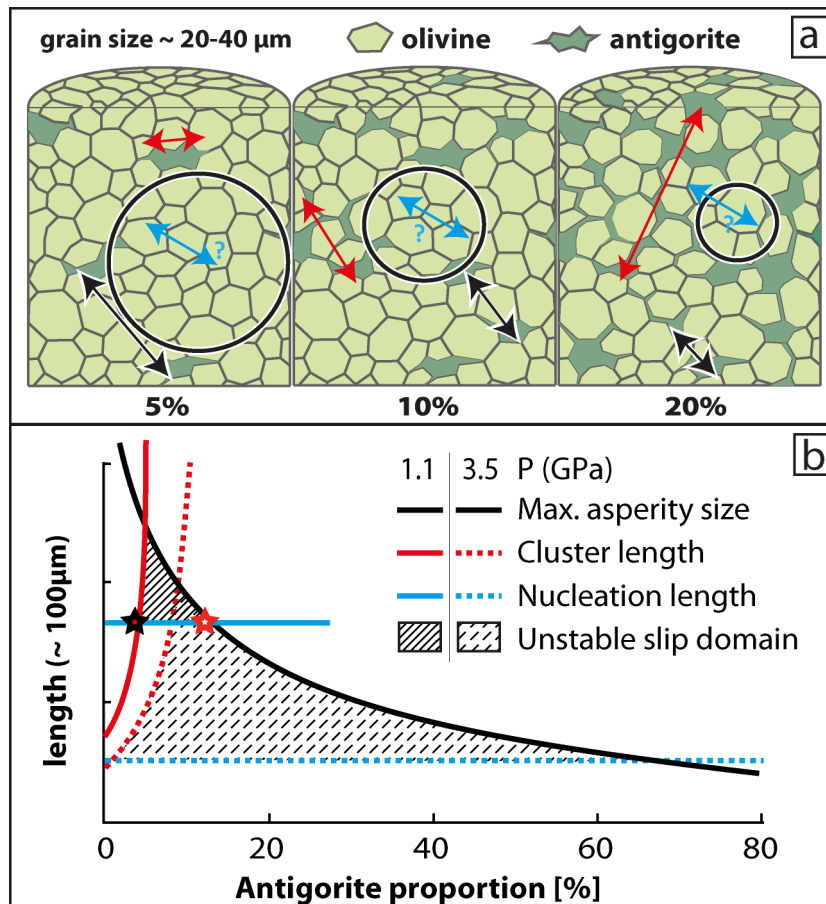 grain size ~ 20-40 µm olivine antigorite a
?
?
?
5% 10% 20%
b
1.1 3.5 P (GPa)
Max. asperity size
Cluster length
Nucleation length
Unstable slip domain
length (~ 100µm)
0 20 40 60 80
Antigorite proportion [%]